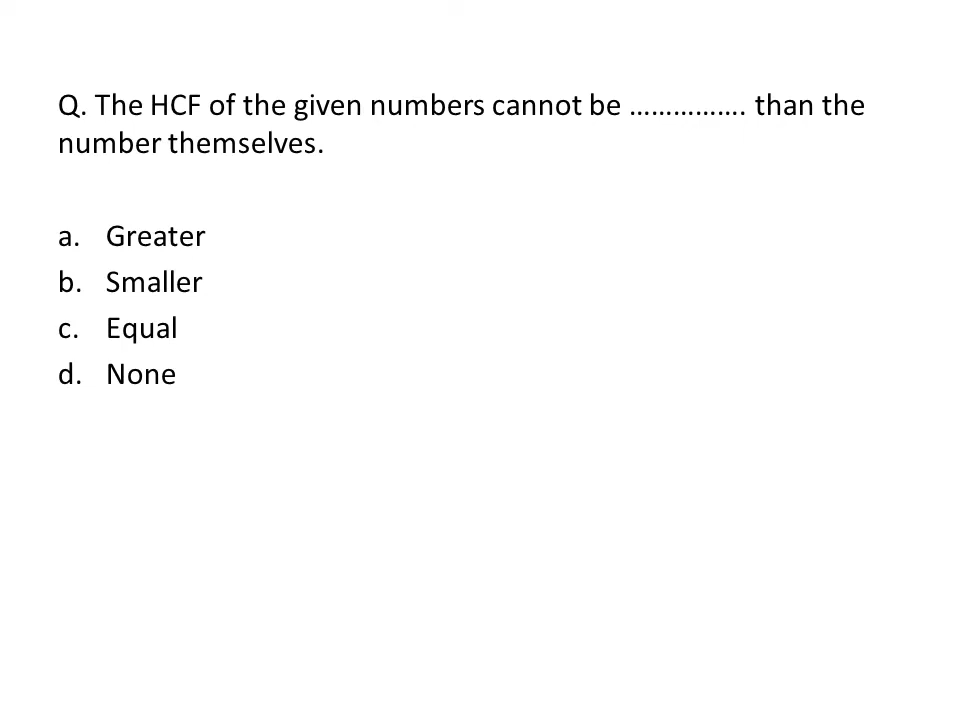 Q. The HCF of the given numbers cannot be ……………. than the
number themselves.
a. Greater
b. Smaller
c. Equal
d. None